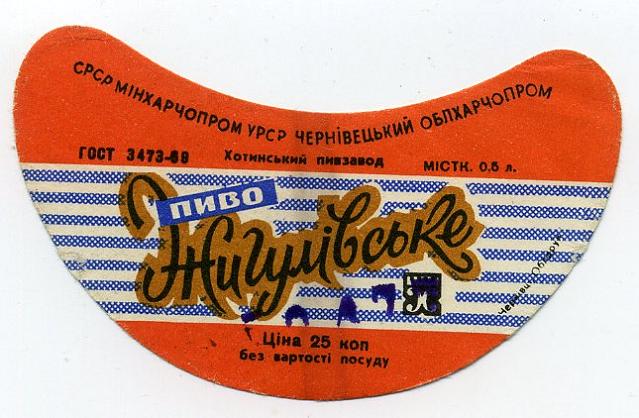 СРСР МІНХАРЧОПРОМ УРСР ЧЕРНІВЕЦЬКИЙ ОБЛХАРЧОПРОМ
ГОСТ 3473-69 Хотинський пивзавод МІСТК. 0,5 л.
ПИВО
Жигулівське
Ціна 25 коп
без вартості посуду